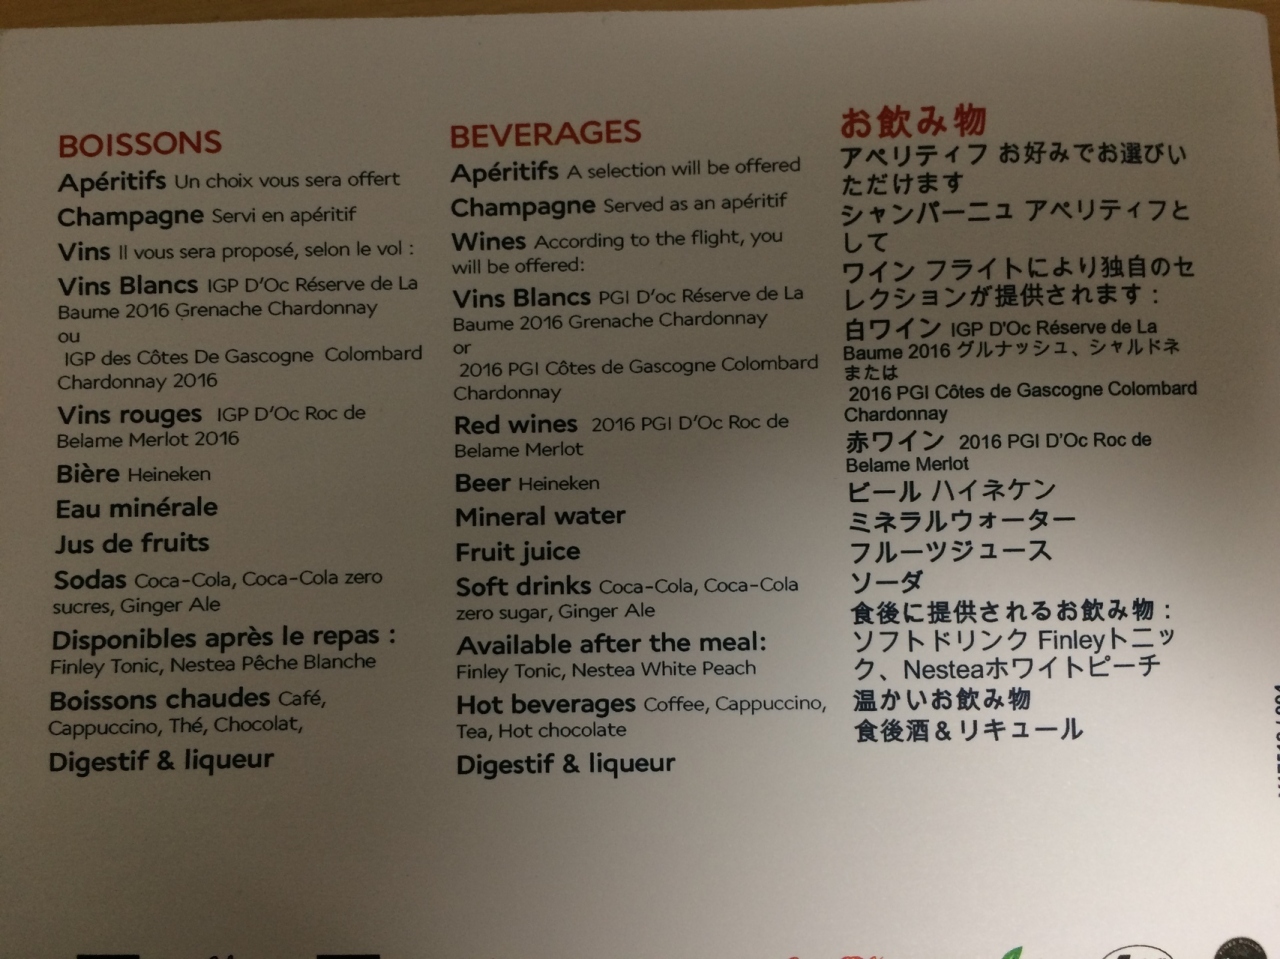 BOISSONS
Apéritifs Un choix vous sera offert
Champagne Servi en apéritif
Vins Il vous sera proposé, selon le vol :
Vins Blancs IGP D'Oc Réserve de La
Baume 2016 Grenache Chardonnay
ou
IGP des Côtes De Gascogne Colombard
Chardonnay 2016
Vins rouges IGP D'Oc Roc de
Belame Merlot 2016
Bière Heineken
Eau minérale
Jus de fruits
Sodas Coca-Cola, Coca-Cola zero
sucres, Ginger Ale
Disponibles après le repas :
Finley Tonic, Nestea Pêche Blanche
Boissons chaudes Café,
Cappuccino, Thé, Chocolat,
Digestif & liqueur
BEVERAGES
Apéritifs A selection will be offered
Champagne Served as an apéritif
Wines According to the flight, you
will be offered:
Vins Blancs PGI D'oc Réserve de La
Baume 2016 Grenache Chardonnay
or
2016 PGI Côtes de Gascogne Colombard
Chardonnay
Red wines 2016 PGI D'Oc Roc de
Belame Merlot
Beer Heineken
Mineral water
Fruit juice
Soft drinks Coca-Cola, Coca-Cola
zero sugar, Ginger Ale
Available after the meal:
Finley Tonic, Nestea White Peach
Hot beverages Coffee, Cappuccino,
Tea, Hot chocolate
Digestif & liqueur
お飲み物
アペリティフ お好みでお選びい
ただけます
シャンパーニュ アペリティフと
して
ワイン フライトにより独自のセ
レクションが提供されます：
白ワイン IGP D'Oc Réserve de La
Baume 2016 グルナッシュ、シャルドネ
または
2016 PGI Côtes de Gascogne Colombard
Chardonnay
赤ワイン 2016 PGI D'Oc Roc de
Belame Merlot
ビール ハイネケン
ミネラルウォーター
フルーツジュース
ソーダ
食後に提供されるお飲み物：
ソフトドリンク Finleyトニッ
ク、Nesteaホワイトピーチ
温かいお飲み物
食後酒＆リキュール